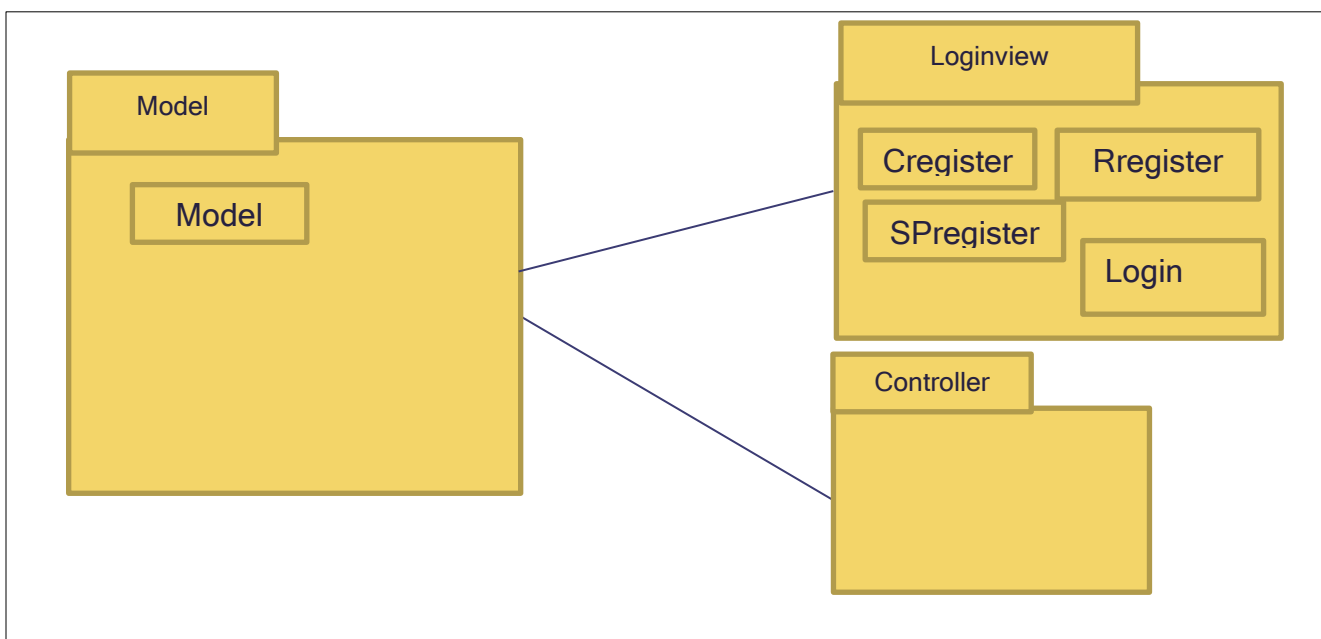 Model
Model
Loginview
Cregister
Rregister
SPregister
Login
Controller